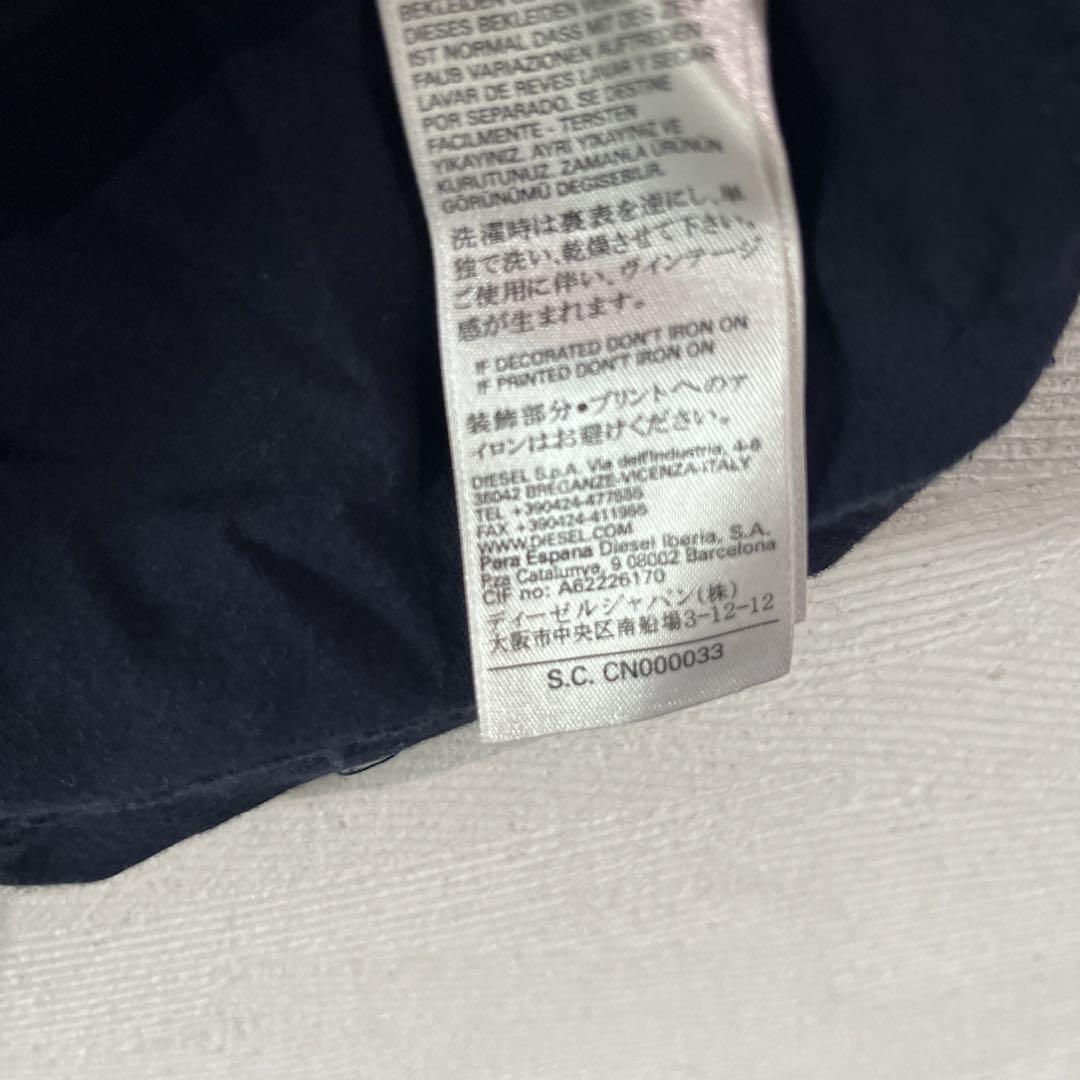 BEKLEIDEN
DIESES BEKLEIDEN
IST NORMAL DASS MIT DES
FAUB VARIAZIONEN AUFTREDEN
LAVAR DE REVES LAVAR Y SECAR
POR SEPARADO. SE DESTINE
FACILMENTE - TERSTEN
YIKAYINIZ. AYRI YIKAYINIZ VE
KURUTUNUZ. ZAMANLA ÜRÜNÜN
GÖRÜNÜMÜ DEGISEBILIR.
洗濯時は裏表を逆にし、単
独で洗い、乾燥させて下さい。
ご使用に伴い、ヴィンテージ
感が生まれます。
IF DECORATED DON'T IRON ON
IF PRINTED DON'T IRON ON
装飾部分•プリントへのア
イロンはお避けください。
DIESEL S.p.A. Via dell'Industria, 4-6
36042 BREGANZE-VICENZA-ITALY
TEL +390424-477555
FAX +390424-411955
WWW.DIESEL.COM
Para Espana Diesel Iberia, S.A.
Pza Catalunya, 9 08002 Barcelona
CIF no: A62226170
ディーゼルジャパン(株)
大阪市中央区南船場3-12-12
S.C. CN000033